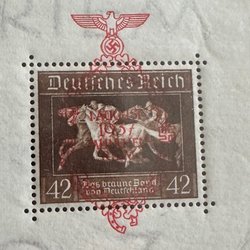 Deutsches Reich
42 42
Das braune Band
von Deutschland